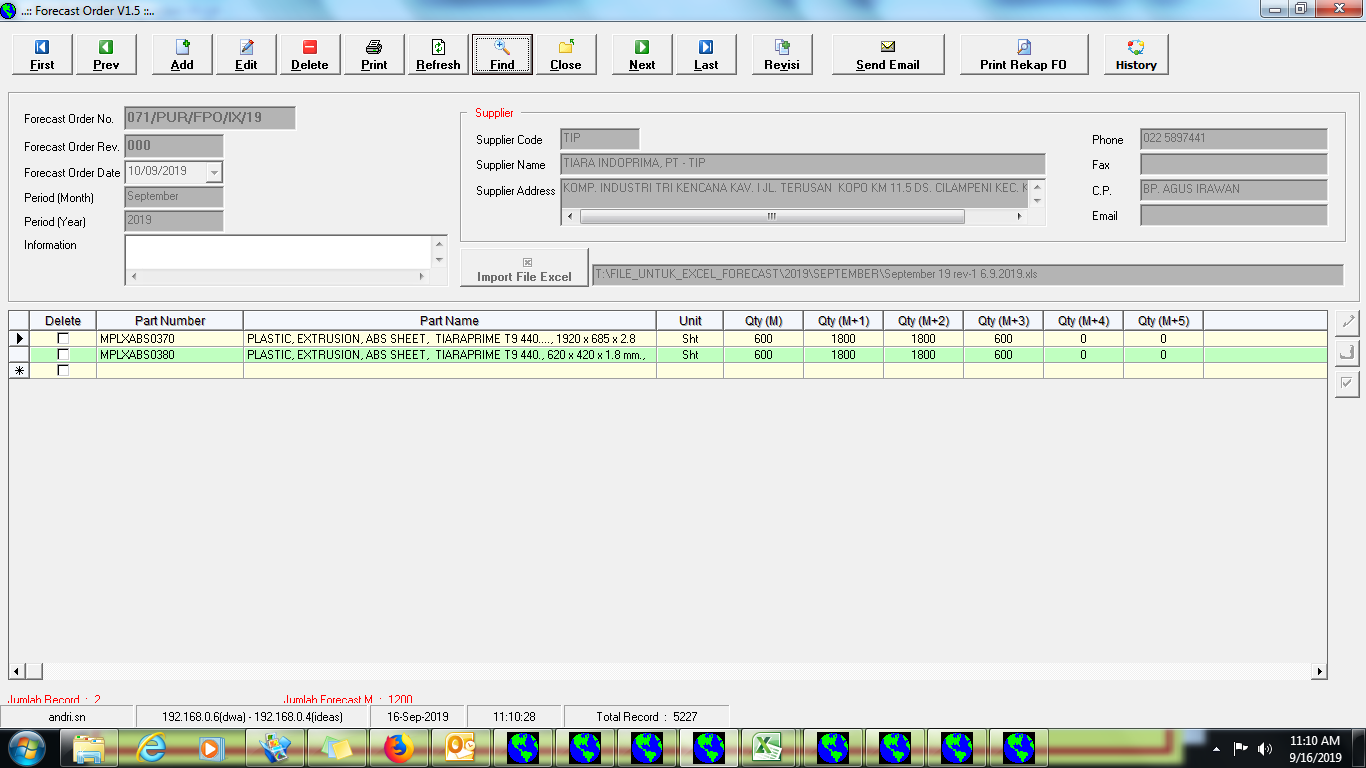 ..:: Forecast Order V1.5 ::..
First Prev Add Edit Delete Print Refresh Find Close Next Last Revisi Send Email Print Rekap FO History
Forecast Order No. 071/PUR/FPO/IX/19
Forecast Order Rev. 000
Forecast Order Date 10/09/2019
Period (Month) September
Period (Year) 2019
Information
Supplier
Supplier Code TIP
Supplier Name TIARA INDOPRIMA, PT - TIP
Supplier Address KOMP. INDUSTRI TRI KENCANA KAV. I JL. TERUSAN KOPO KM 11.5 DS. CILAMPENI KEC. K
Phone 022 5897441
Fax
C.P. BP. AGUS IRAWAN
Email
Import File Excel T:\FILE_UNTUK_EXCEL_FORECAST\2019\SEPTEMBER\September 19 rev-1 6.9.2019.xls
Delete Part Number Part Name Unit Qty (M) Qty (M+1) Qty (M+2) Qty (M+3) Qty (M+4) Qty (M+5)
MPLXABS0370 PLASTIC, EXTRUSION, ABS SHEET, TIARAPRIME T9 440...., 1920 x 685 x 2.8 Sht 600 1800 1800 600 0 0
MPLXABS0380 PLASTIC, EXTRUSION, ABS SHEET, TIARAPRIME T9 440., 620 x 420 x 1.8 mm., Sht 600 1800 1800 600 0 0
Jumlah Record : 2 Jumlah Forecast M : 1200
andri.sn 192.168.0.6(dwa) - 192.168.0.4(ideas) 16-Sep-2019 11:10:28 Total Record : 5227
11:10 AM
9/16/2019